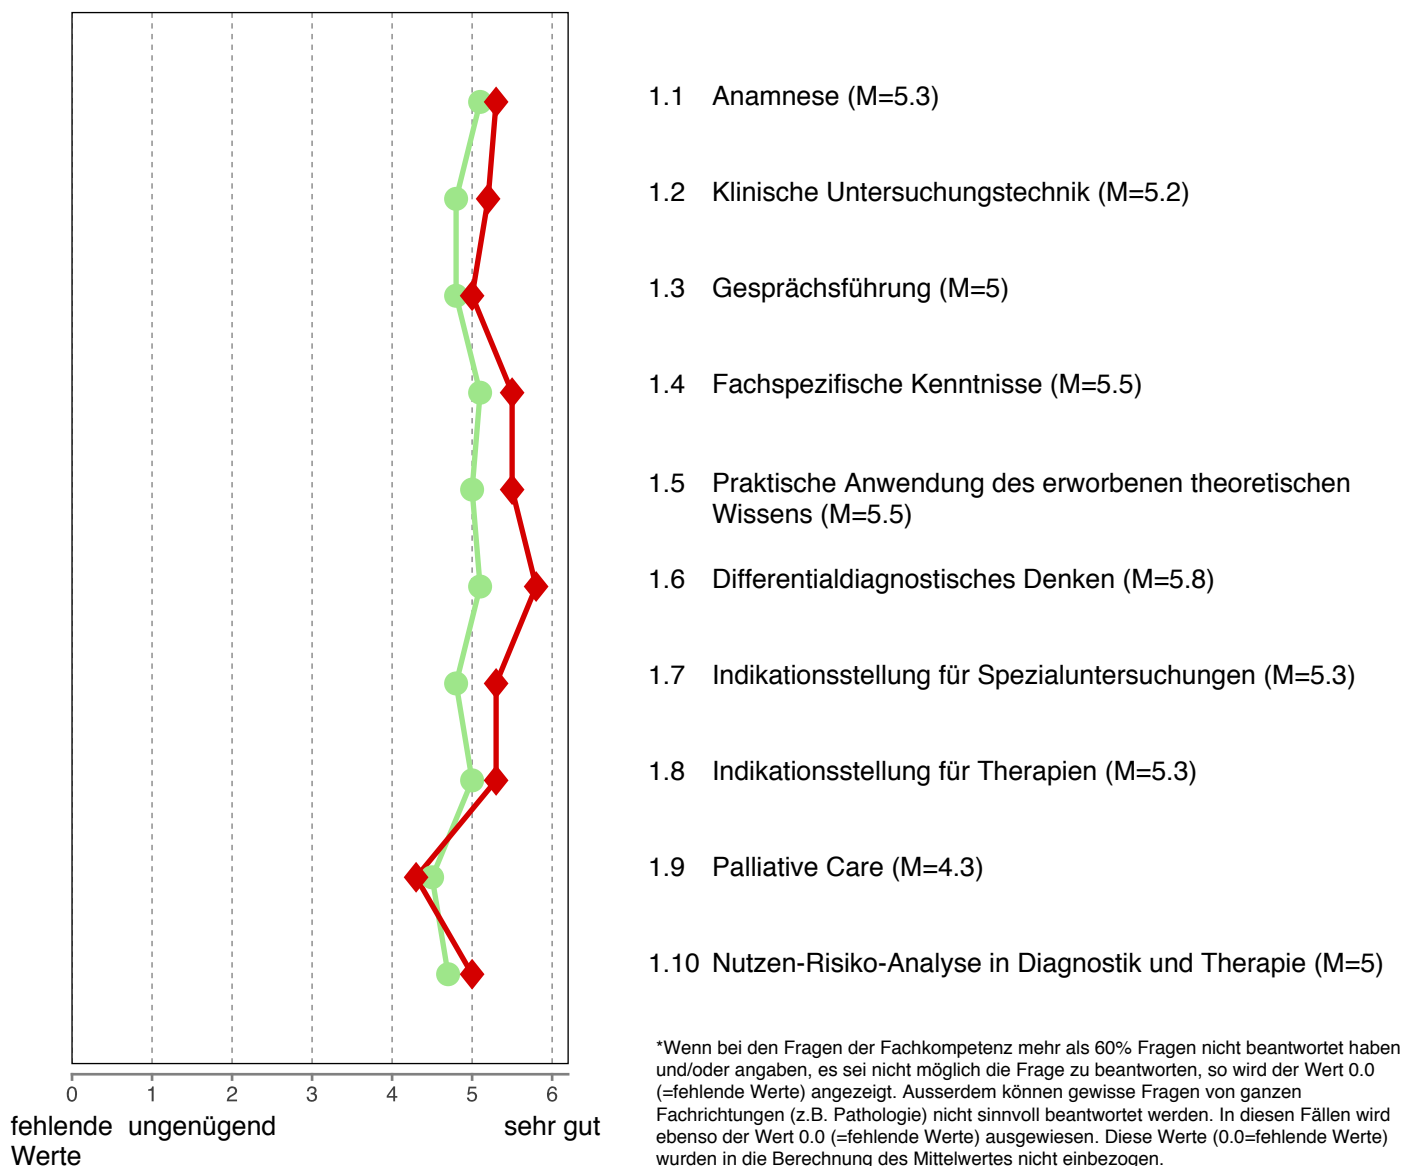 1.1 Anamnese (M=5.3)
1.2 Klinische Untersuchungstechnik (M=5.2)
1.3 Gesprächsführung (M=5)
1.4 Fachspezifische Kenntnisse (M=5.5)
1.5 Praktische Anwendung des erworbenen theoretischen
Wissens (M=5.5)
1.6 Differentialdiagnostisches Denken (M=5.8)
1.7 Indikationsstellung für Spezialuntersuchungen (M=5.3)
1.8 Indikationsstellung für Therapien (M=5.3)
1.9 Palliative Care (M=4.3)
1.10 Nutzen-Risiko-Analyse in Diagnostik und Therapie (M=5)
0 1 2 3 4 5 6
fehlende ungenügend sehr gut
Werte
*Wenn bei den Fragen der Fachkompetenz mehr als 60% Fragen nicht beantwortet haben
und/oder angaben, es sei nicht möglich die Frage zu beantworten, so wird der Wert 0.0
(=fehlende Werte) angezeigt. Ausserdem können gewisse Fragen von ganzen
Fachrichtungen (z.B. Pathologie) nicht sinnvoll beantwortet werden. In diesen Fällen wird
ebenso der Wert 0.0 (=fehlende Werte) ausgewiesen. Diese Werte (0.0=fehlende Werte)
wurden in die Berechnung des Mittelwertes nicht einbezogen.